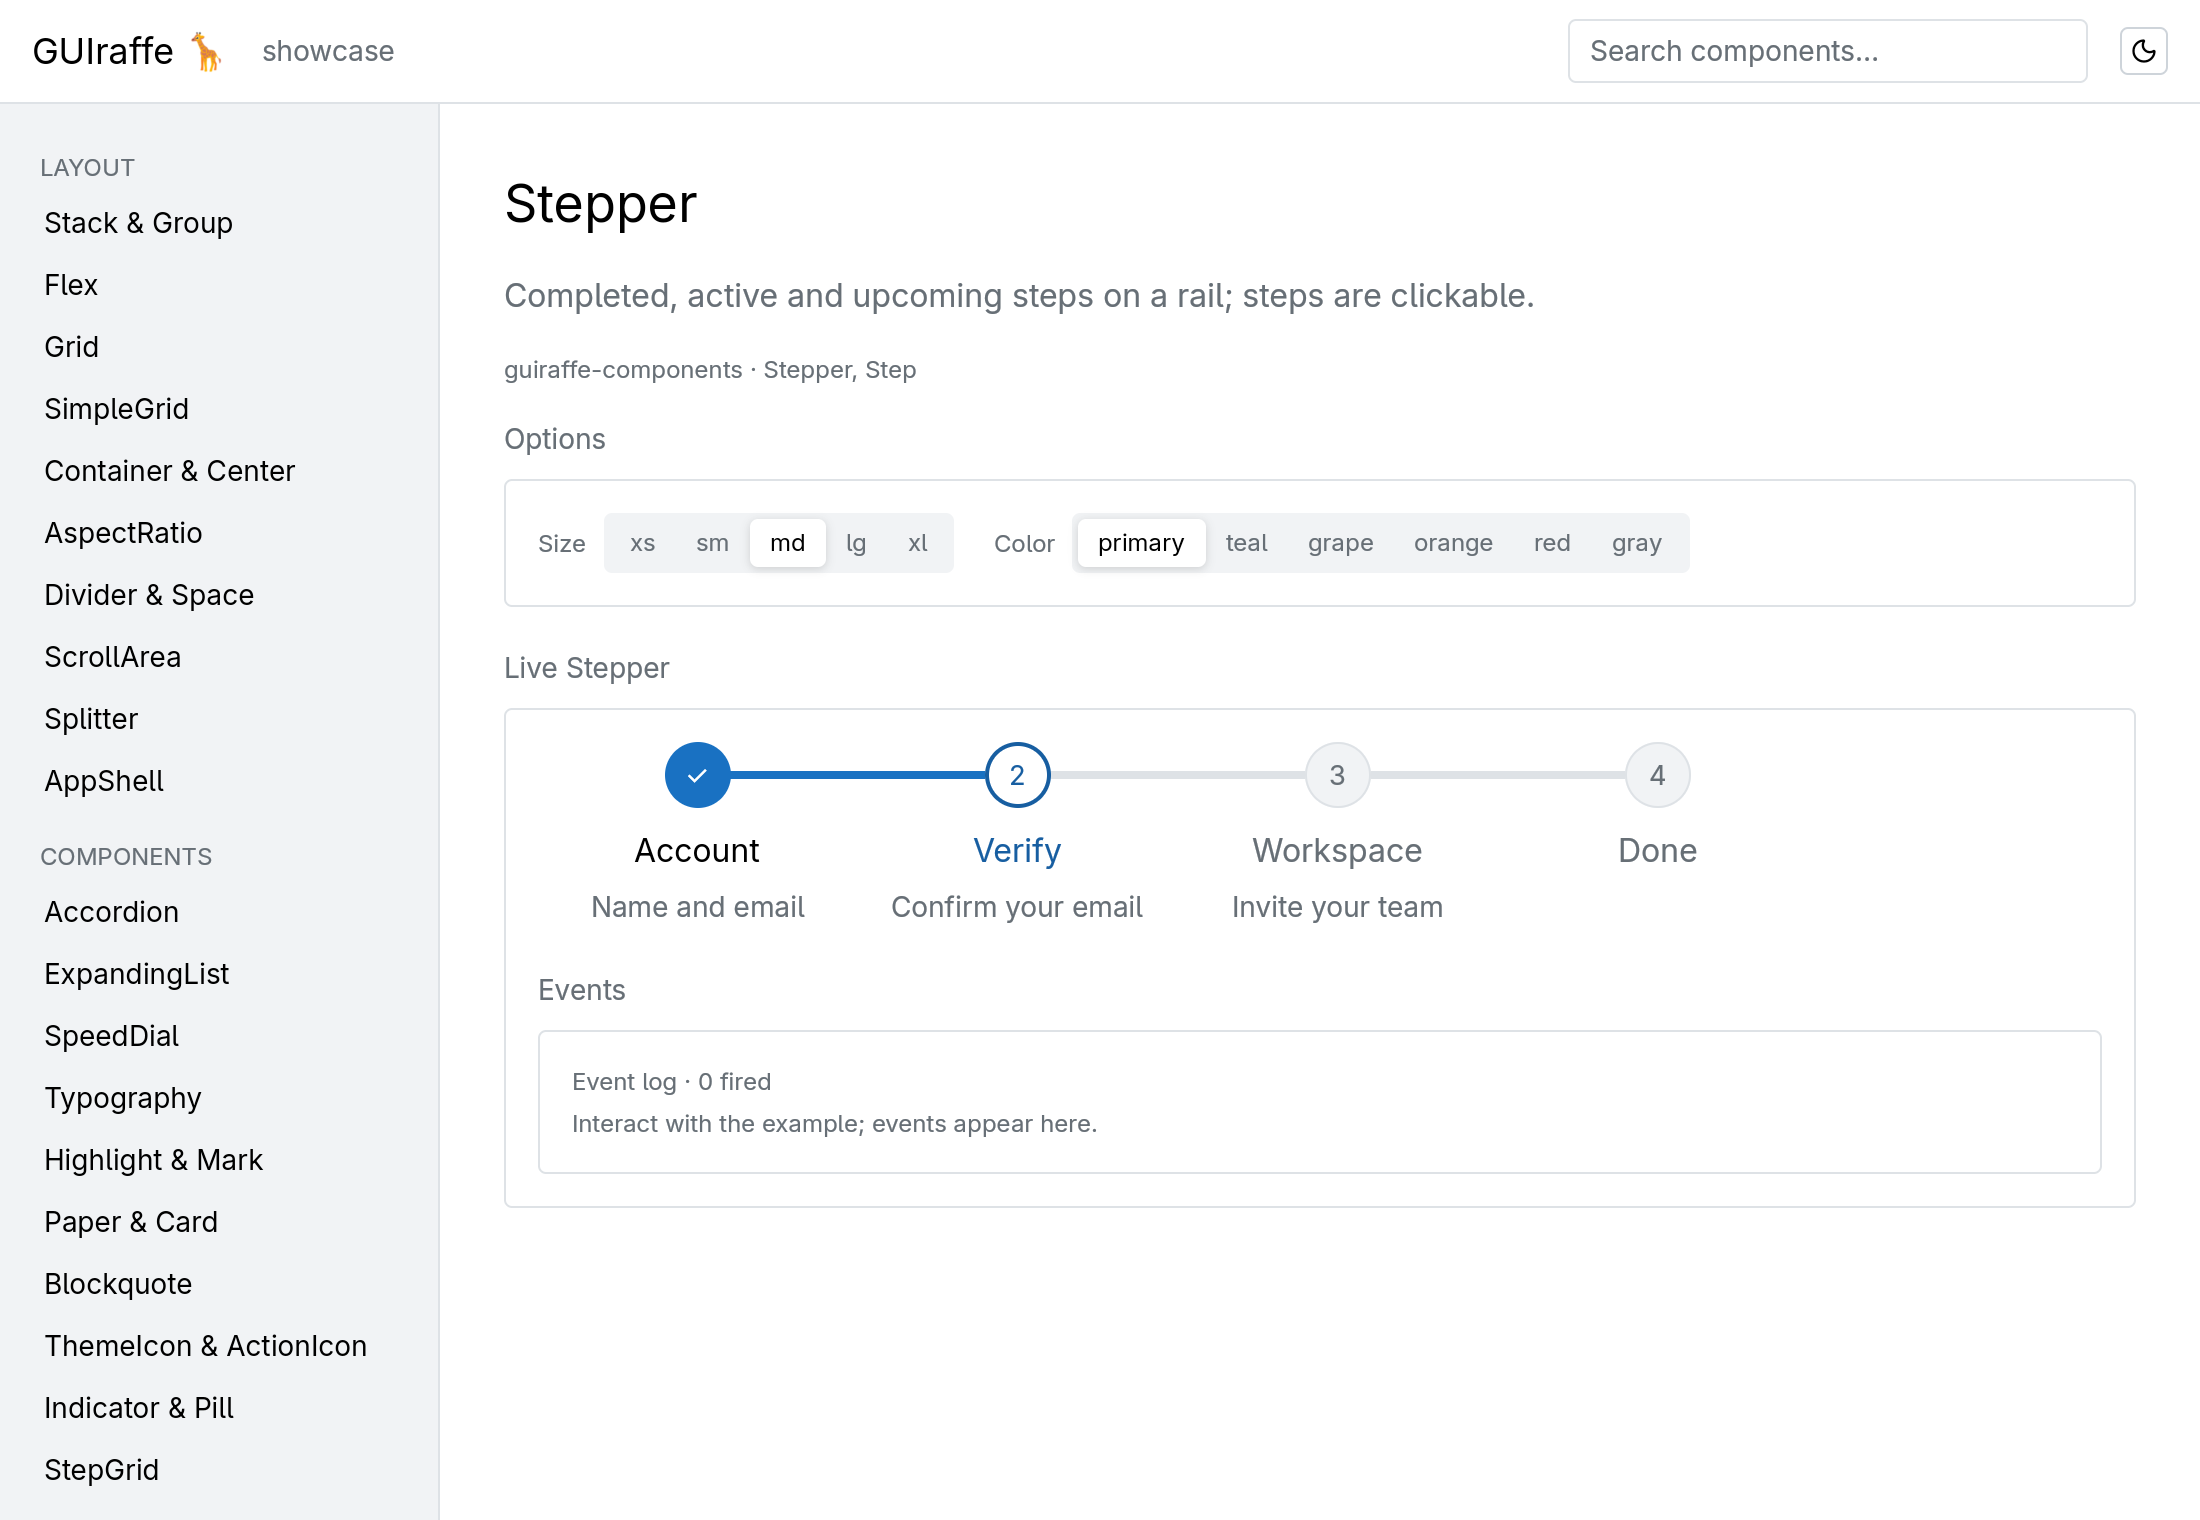 GUIraffe 🦒 showcase
Search components...
LAYOUT
Stack & Group
Flex
Grid
SimpleGrid
Container & Center
AspectRatio
Divider & Space
ScrollArea
Splitter
AppShell
COMPONENTS
Accordion
ExpandingList
SpeedDial
Typography
Highlight & Mark
Paper & Card
Blockquote
ThemeIcon & ActionIcon
Indicator & Pill
StepGrid
Stepper
Completed, active and upcoming steps on a rail; steps are clickable.
guiraffe-components · Stepper, Step
Options
Size xs sm md lg xl Color primary teal grape orange red gray
Live Stepper
2 3 4
Account Verify Workspace Done
Name and email Confirm your email Invite your team
Events
Event log · 0 fired
Interact with the example; events appear here.